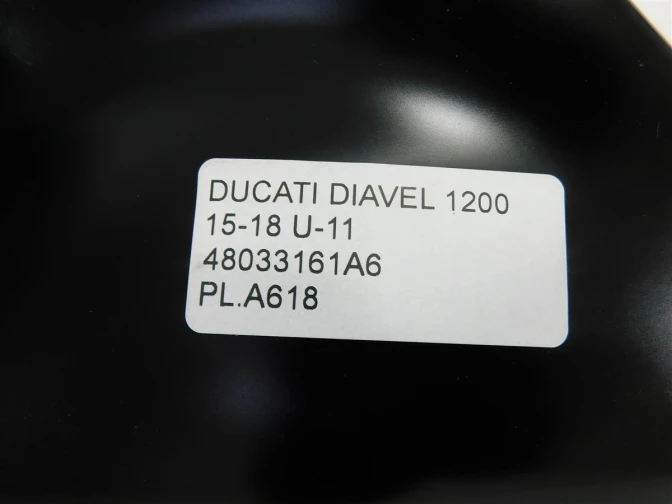 DUCATI DIAVEL 1200
15-18 U-11
48033161A6
PL.A618